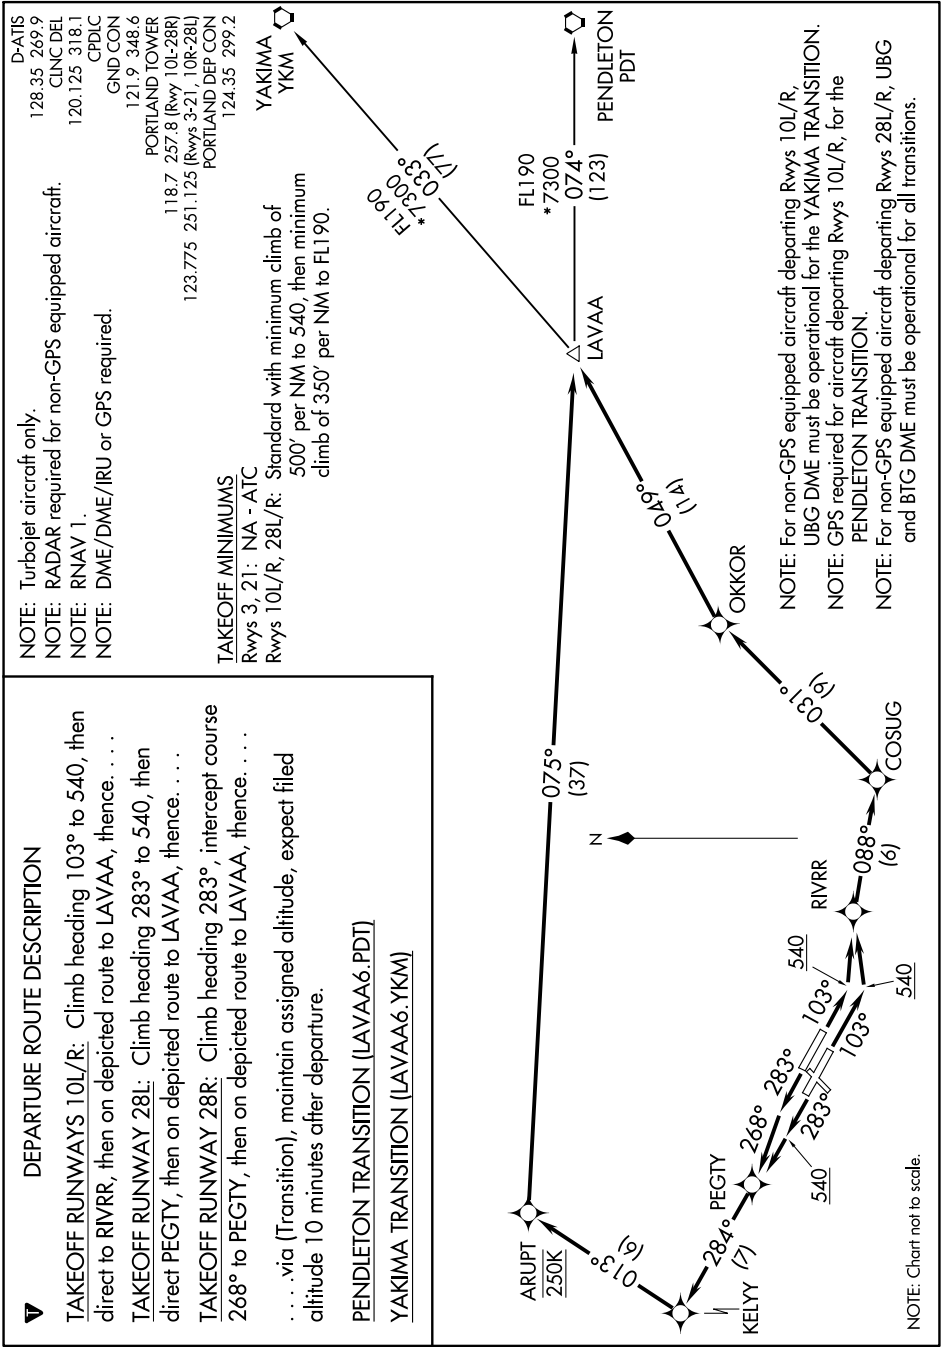 DEPARTURE ROUTE DESCRIPTION
T
TAKEOFF RUNWAYS 10L/R: Climb heading 103° to 540, then
direct to RIVRR, then on depicted route to LAVAA, thence. . . .
TAKEOFF RUNWAY 28L: Climb heading 283° to 540, then
direct PEGTY, then on depicted route to LAVAA, thence. . . .
TAKEOFF RUNWAY 28R: Climb heading 283°, intercept course
268° to PEGTY, then on depicted route to LAVAA, thence. . . .
. . . .via (Transition), maintain assigned altitude, expect filed
altitude 10 minutes after departure.
PENDLETON TRANSITION (LAVAA6.PDT)
YAKIMA TRANSITION (LAVAA6.YKM)
NOTE: Turbojet aircraft only.
NOTE: RADAR required for non-GPS equipped aircraft.
NOTE: RNAV 1.
NOTE: DME/DME/IRU or GPS required.
D-ATIS
128.35 269.9
CLNC DEL
120.125 318.1
CPDLC
GND CON
121.9 348.6
PORTLAND TOWER
118.7 257.8 (Rwy 10L-28R)
123.775 251.125 (Rwys 3-21, 10R-28L)
PORTLAND DEP CON
124.35 299.2
TAKEOFF MINIMUMS
Rwys 3, 21: NA - ATC
Rwys 10L/R, 28L/R: Standard with minimum climb of
500' per NM to 540, then minimum
climb of 350' per NM to FL190.
YAKIMA
YKM
FL190
*7300
033°
(77)
PENDLETON
PDT
FL190
*7300
074°
(123)
LAVAA
049°
(14)
OKKOR
031°
(9)
COSUG
088°
(6)
RIVRR
540
540
103°
103°
283°
283°
268°
540
PEGTY
284°
(7)
KELYY
013°
(6)
ARUPT
250K
075°
(37)
N
NOTE: For non-GPS equipped aircraft departing Rwys 10L/R,
UBG DME must be operational for the YAKIMA TRANSITION.
NOTE: GPS required for aircraft departing Rwys 10L/R, for the
PENDLETON TRANSITION.
NOTE: For non-GPS equipped aircraft departing Rwys 28L/R, UBG
and BTG DME must be operational for all transitions.
NOTE: Chart not to scale.